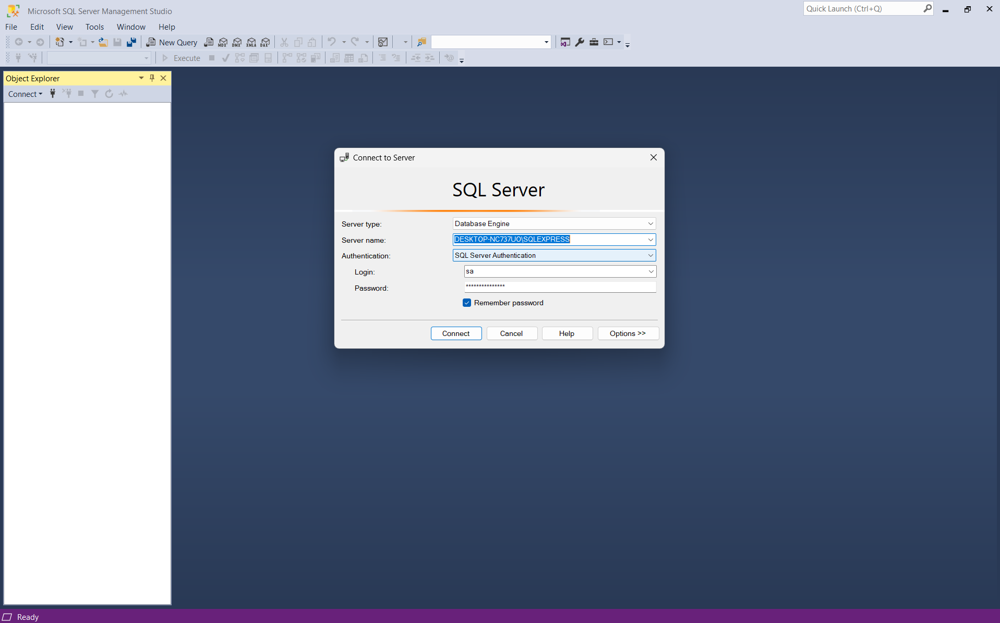 Microsoft SQL Server Management Studio
Quick Launch (Ctrl+Q)
File Edit View Tools Window Help
New Query MDX DMX XMLA DAX
Execute
Object Explorer
Connect
Connect to Server
SQL Server
Server type: Database Engine
Server name: DESKTOP-NC737UO\SQLEXPRESS
Authentication: SQL Server Authentication
Login: sa
Password: ***************
Remember password
Connect Cancel Help Options >>
Ready